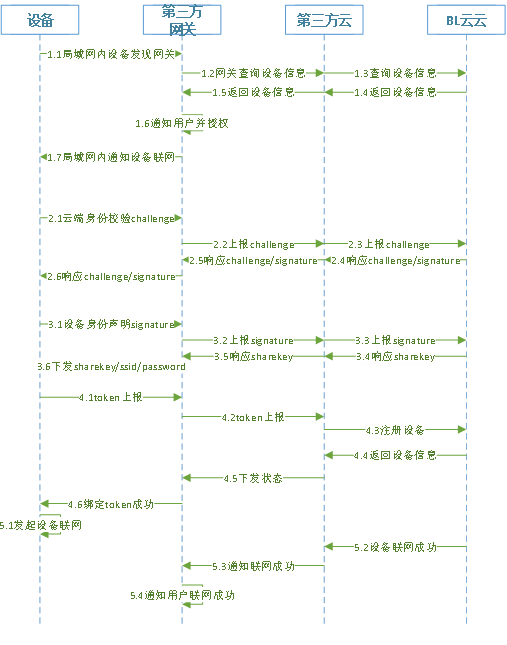 设备
第三方
网关
第三方云
BL云云
1.1局域网内设备发现网关
1.2网关查询设备信息
1.3查询设备信息
1.5返回设备信息
1.4返回设备信息
1.6通知用户并授权
1.7局域网内通知设备联网
2.1云端身份校验challenge
2.2上报challenge
2.3上报challenge
2.5响应challenge/signature
2.4响应challenge/signature
2.6响应challenge/signature
3.1设备身份声明signature
3.2上报signature
3.3上报signature
3.5响应sharekey
3.4响应sharekey
3.6下发sharekey/ssid/password
4.1token上报
4.2token上报
4.3注册设备
4.4返回设备信息
4.5下发状态
4.6绑定token成功
5.1发起设备联网
5.2设备联网成功
5.3通知联网成功
5.4通知用户联网成功